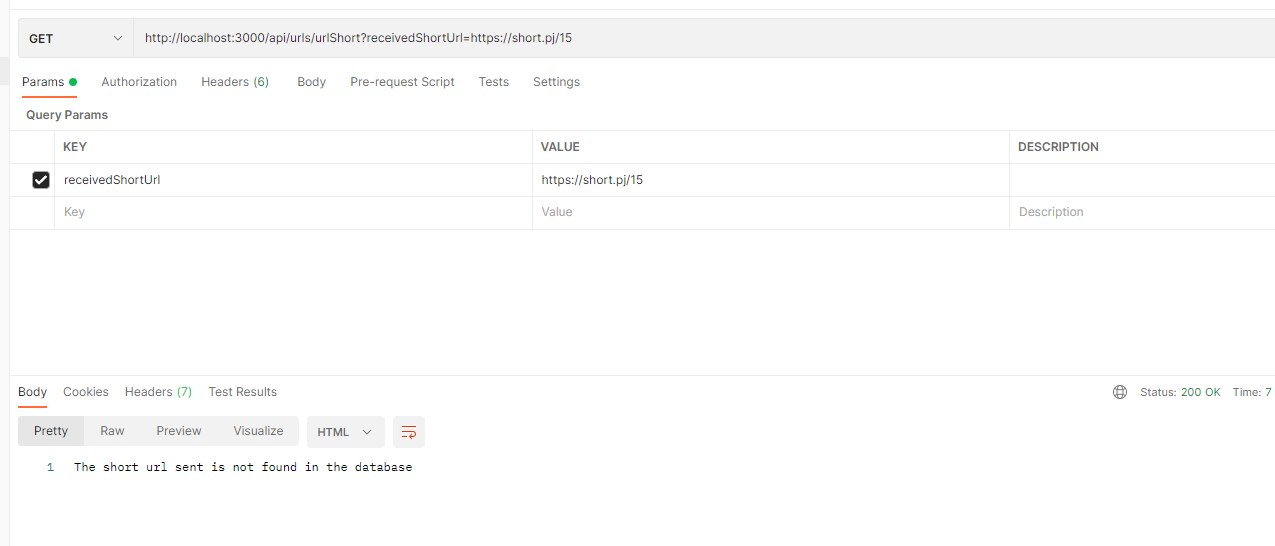 GET http://localhost:3000/api/urls/urlShort?receivedShortUrl=https://short.pj/15
Params Authorization Headers (6) Body Pre-request Script Tests Settings
Query Params
KEY VALUE DESCRIPTION
receivedShortUrl https://short.pj/15
Key Value Description
Body Cookies Headers (7) Test Results Status: 200 OK Time: 7
Pretty Raw Preview Visualize HTML
1 The short url sent is not found in the database